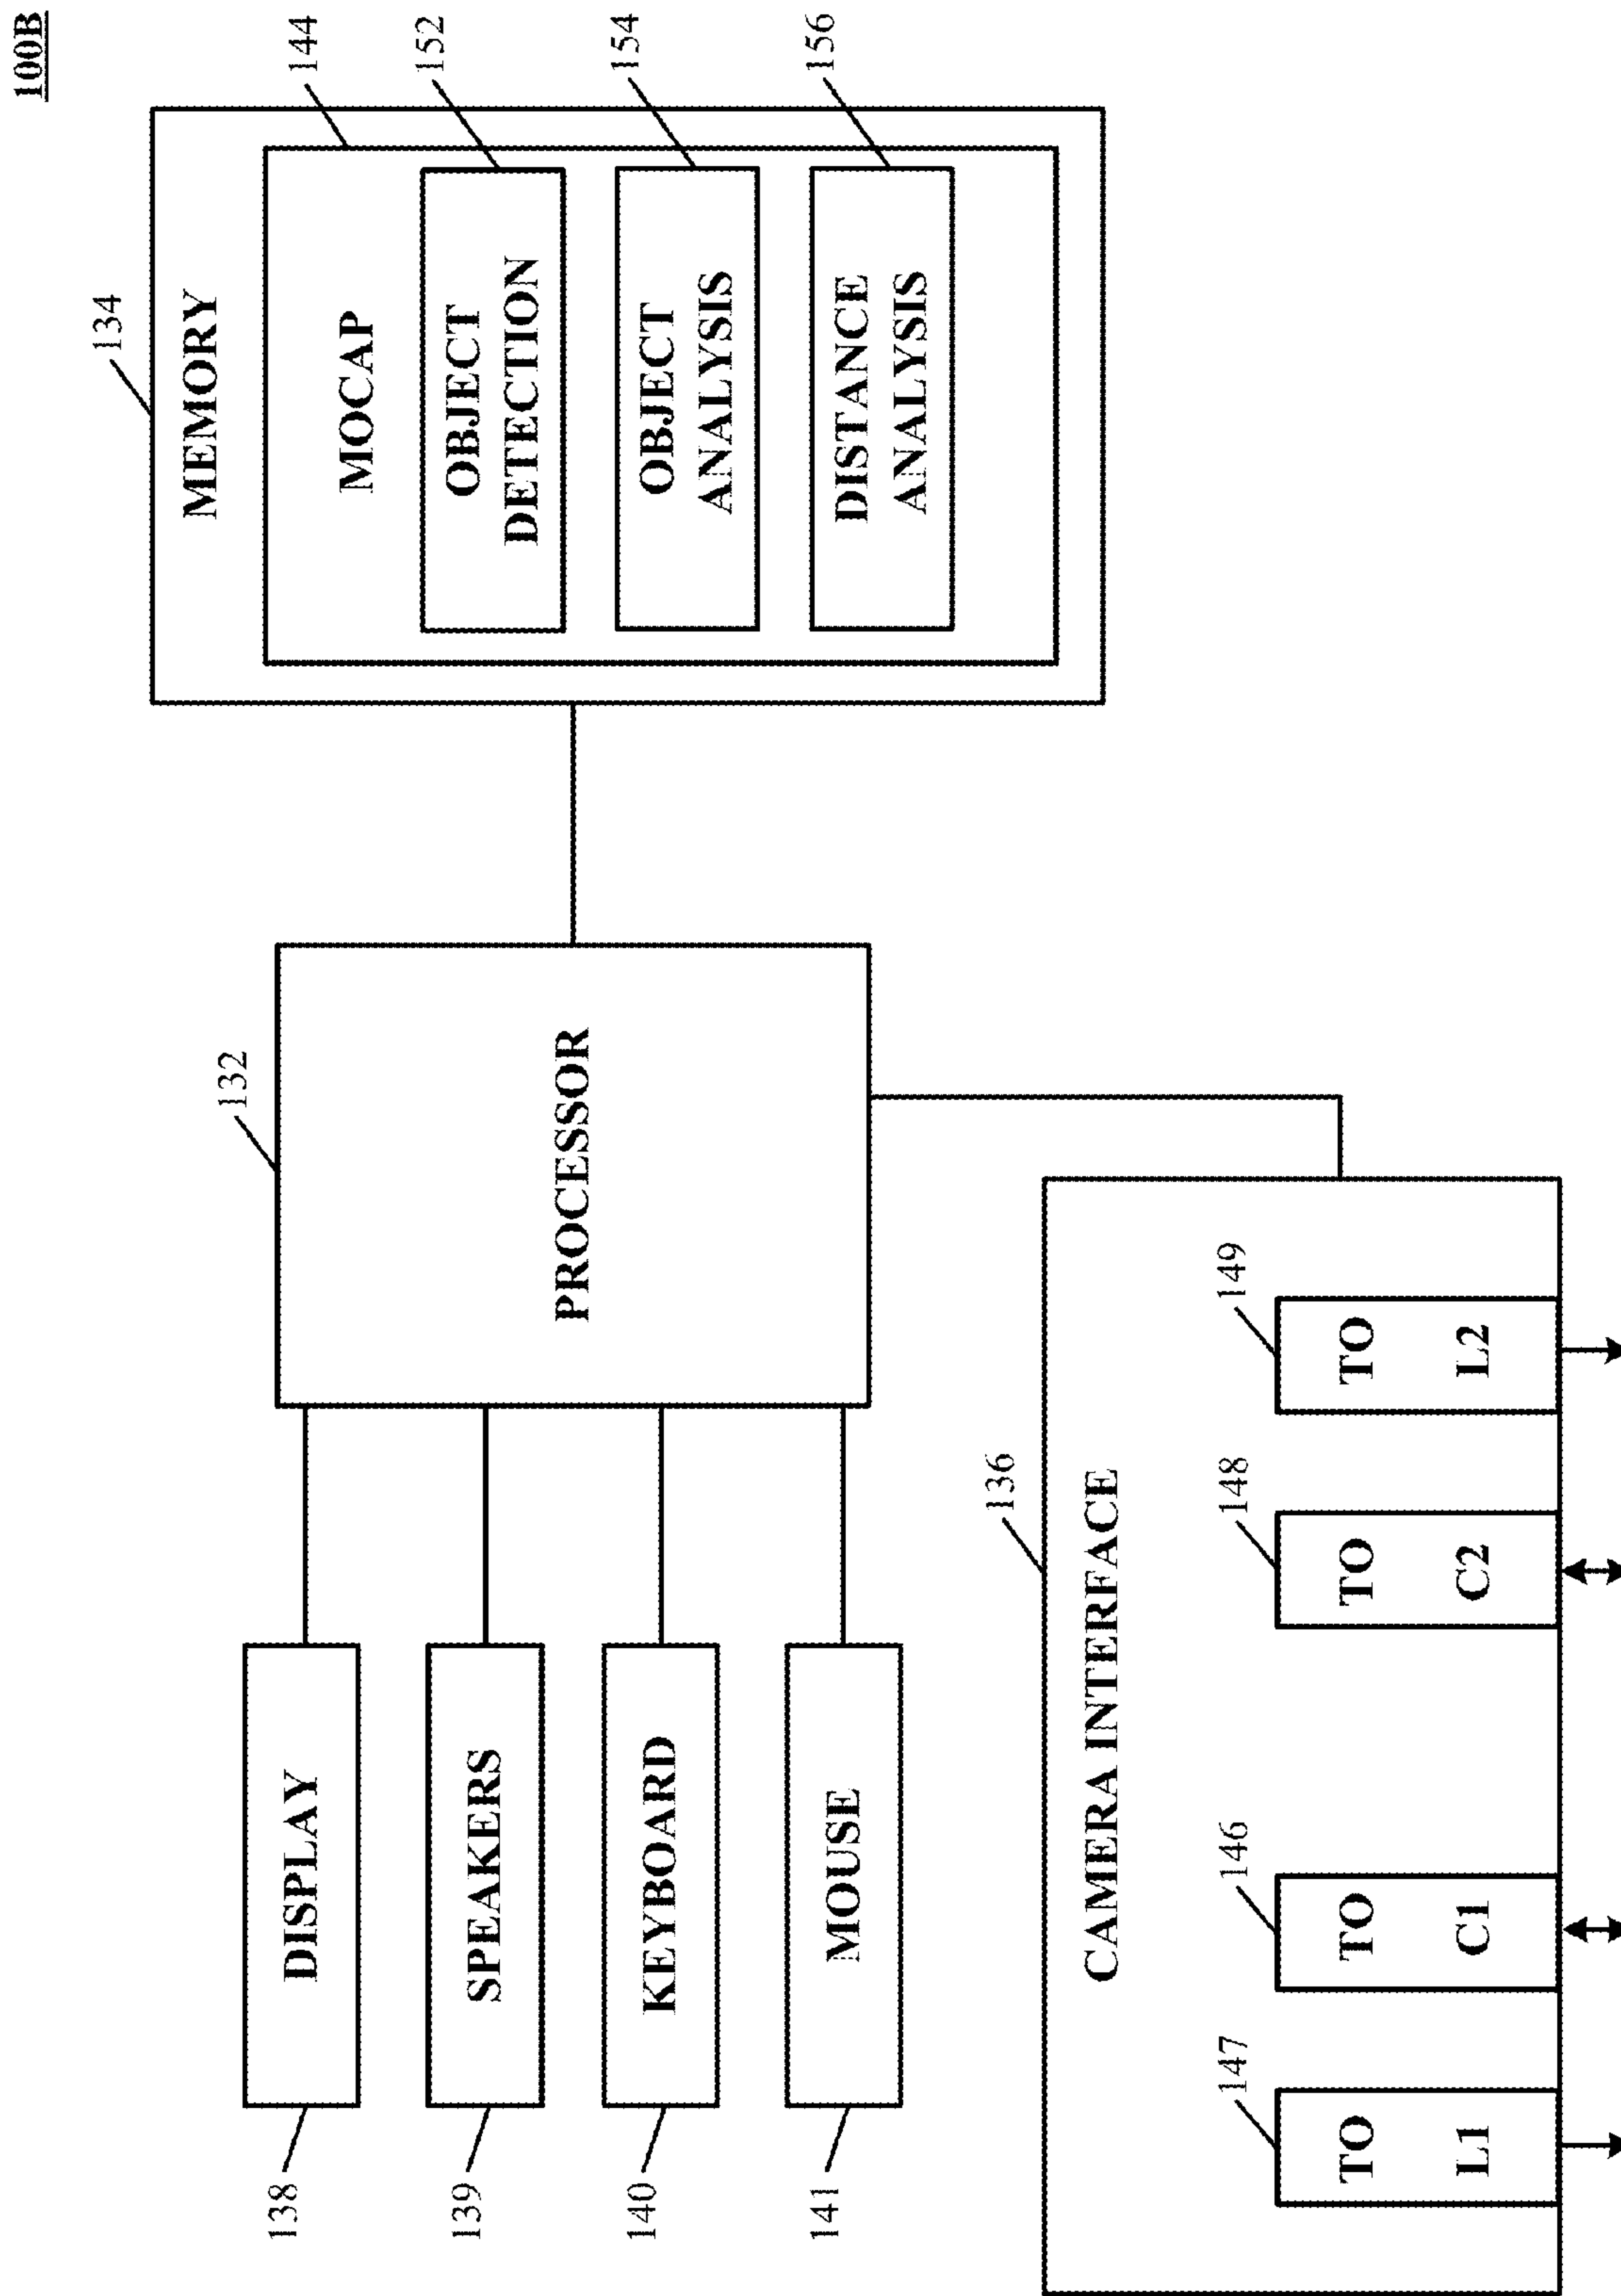 100B
134
MEMORY
144
MOCAP
152
OBJECT
DETECTION
154
OBJECT
ANALYSIS
156
DISTANCE
ANALYSIS
132
PROCESSOR
138
DISPLAY
139
SPEAKERS
140
KEYBOARD
141
MOUSE
136
CAMERA INTERFACE
147
TO
L1
146
TO
C1
148
TO
C2
149
TO
L2